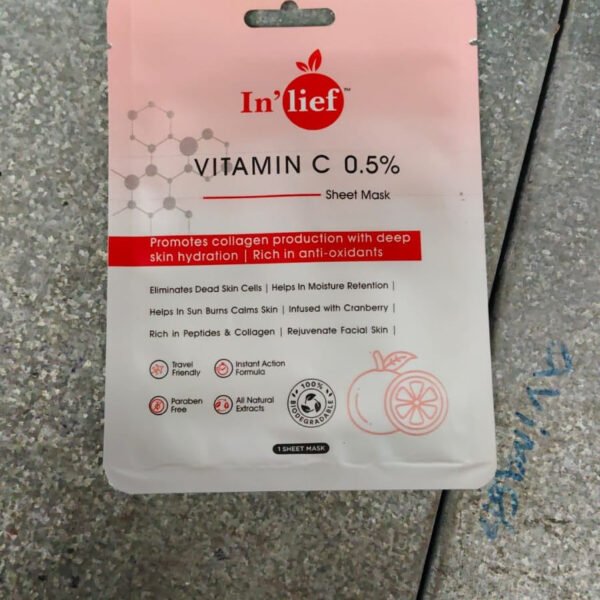 In'lief™
VITAMIN C 0.5%
Sheet Mask
Promotes collagen production with deep
skin hydration | Rich in anti-oxidants
Eliminates Dead Skin Cells | Helps In Moisture Retention |
Helps In Sun Burns Calms Skin | Infused with Cranberry |
Rich in Peptides & Collagen | Rejuvenate Facial Skin |
Travel
Friendly
Instant Action
Formula
Paraben
Free
All Natural
Extracts
100%
BIODEGRADABLE
1 SHEET MASK